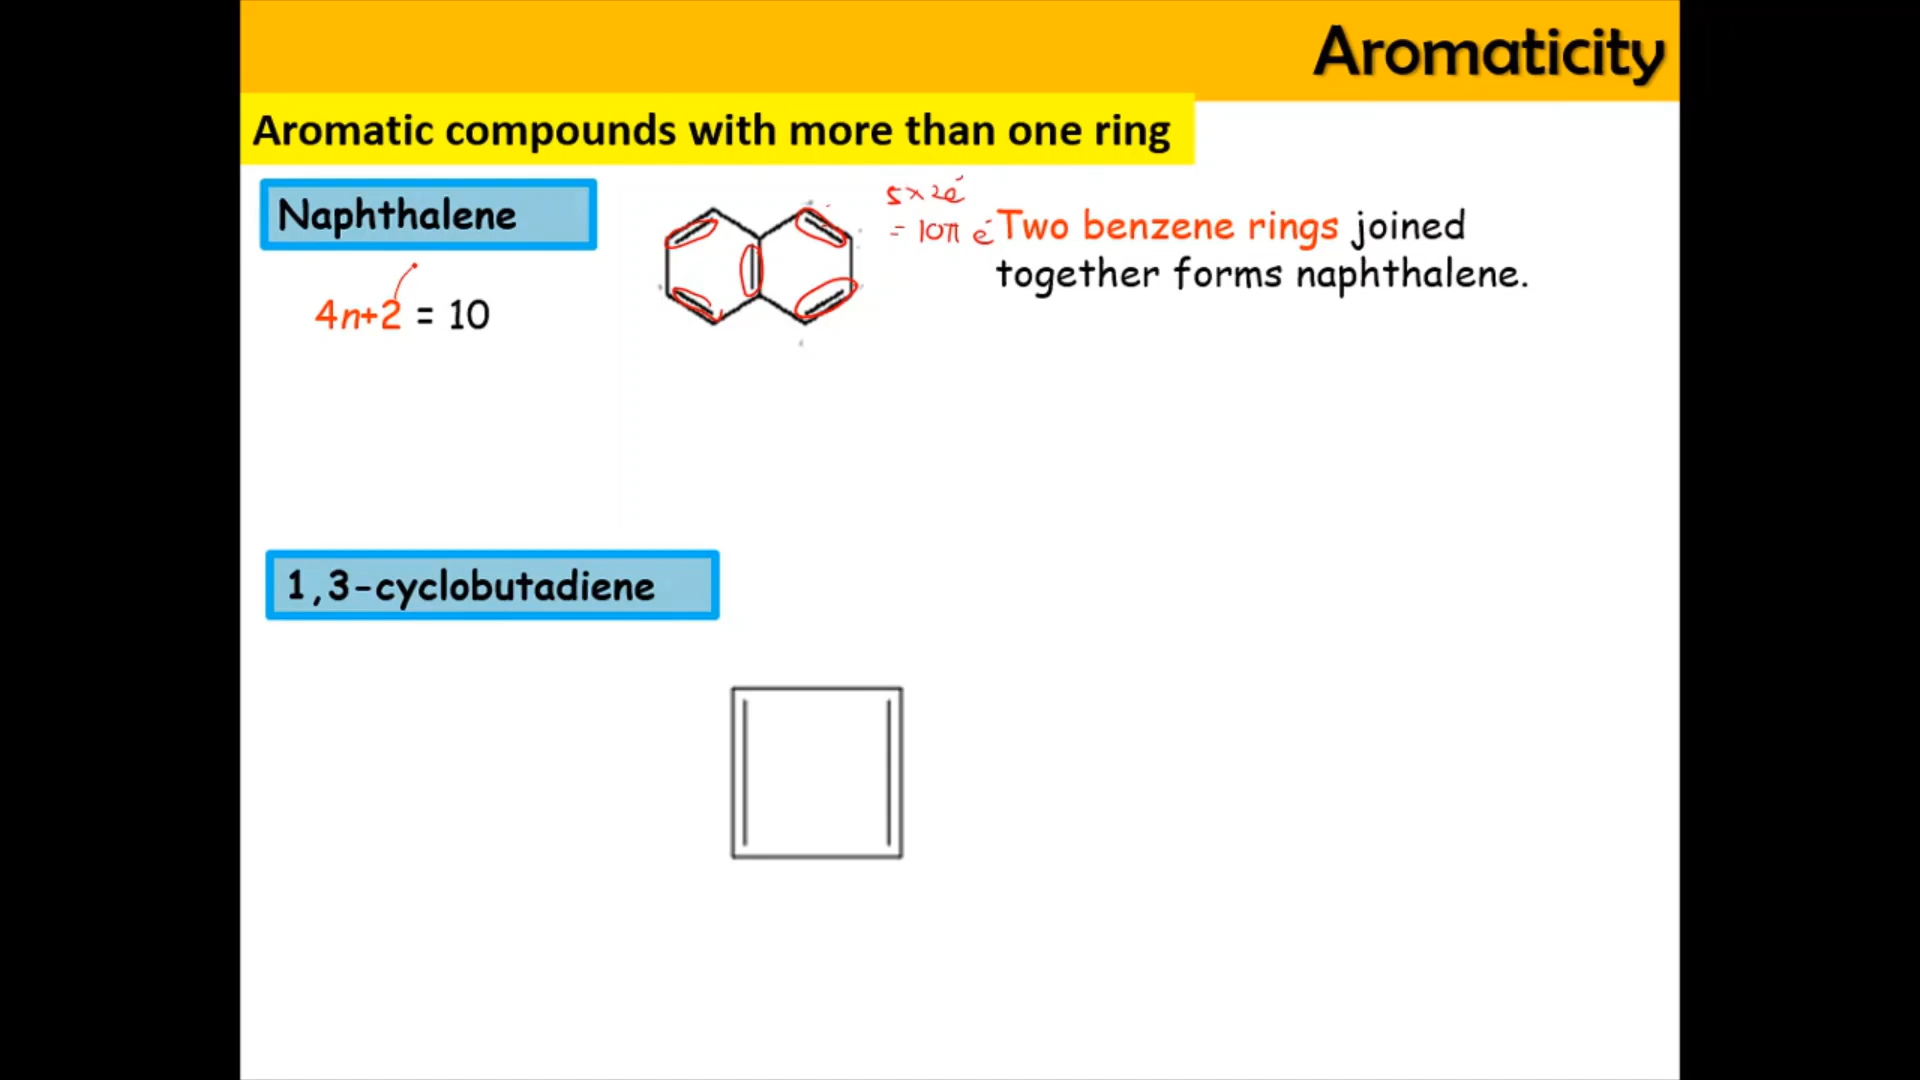 Aromaticity
Aromatic compounds with more than one ring
Naphthalene
5×2e⁻
= 10π e⁻
Two benzene rings joined
together forms naphthalene.
4n+2 = 10
1,3-cyclobutadiene